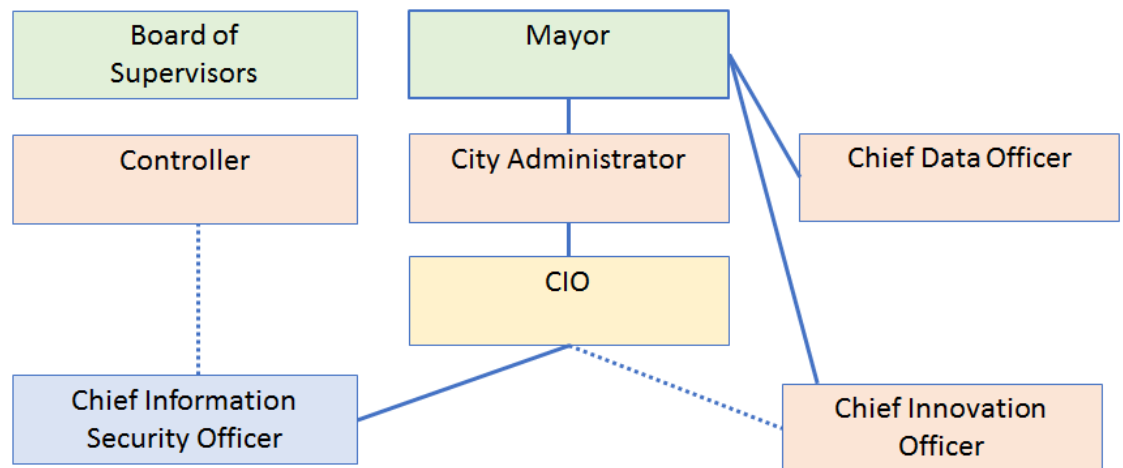 Board of
Supervisors
Mayor
Controller
City Administrator
Chief Data Officer
CIO
Chief Information
Security Officer
Chief Innovation
Officer